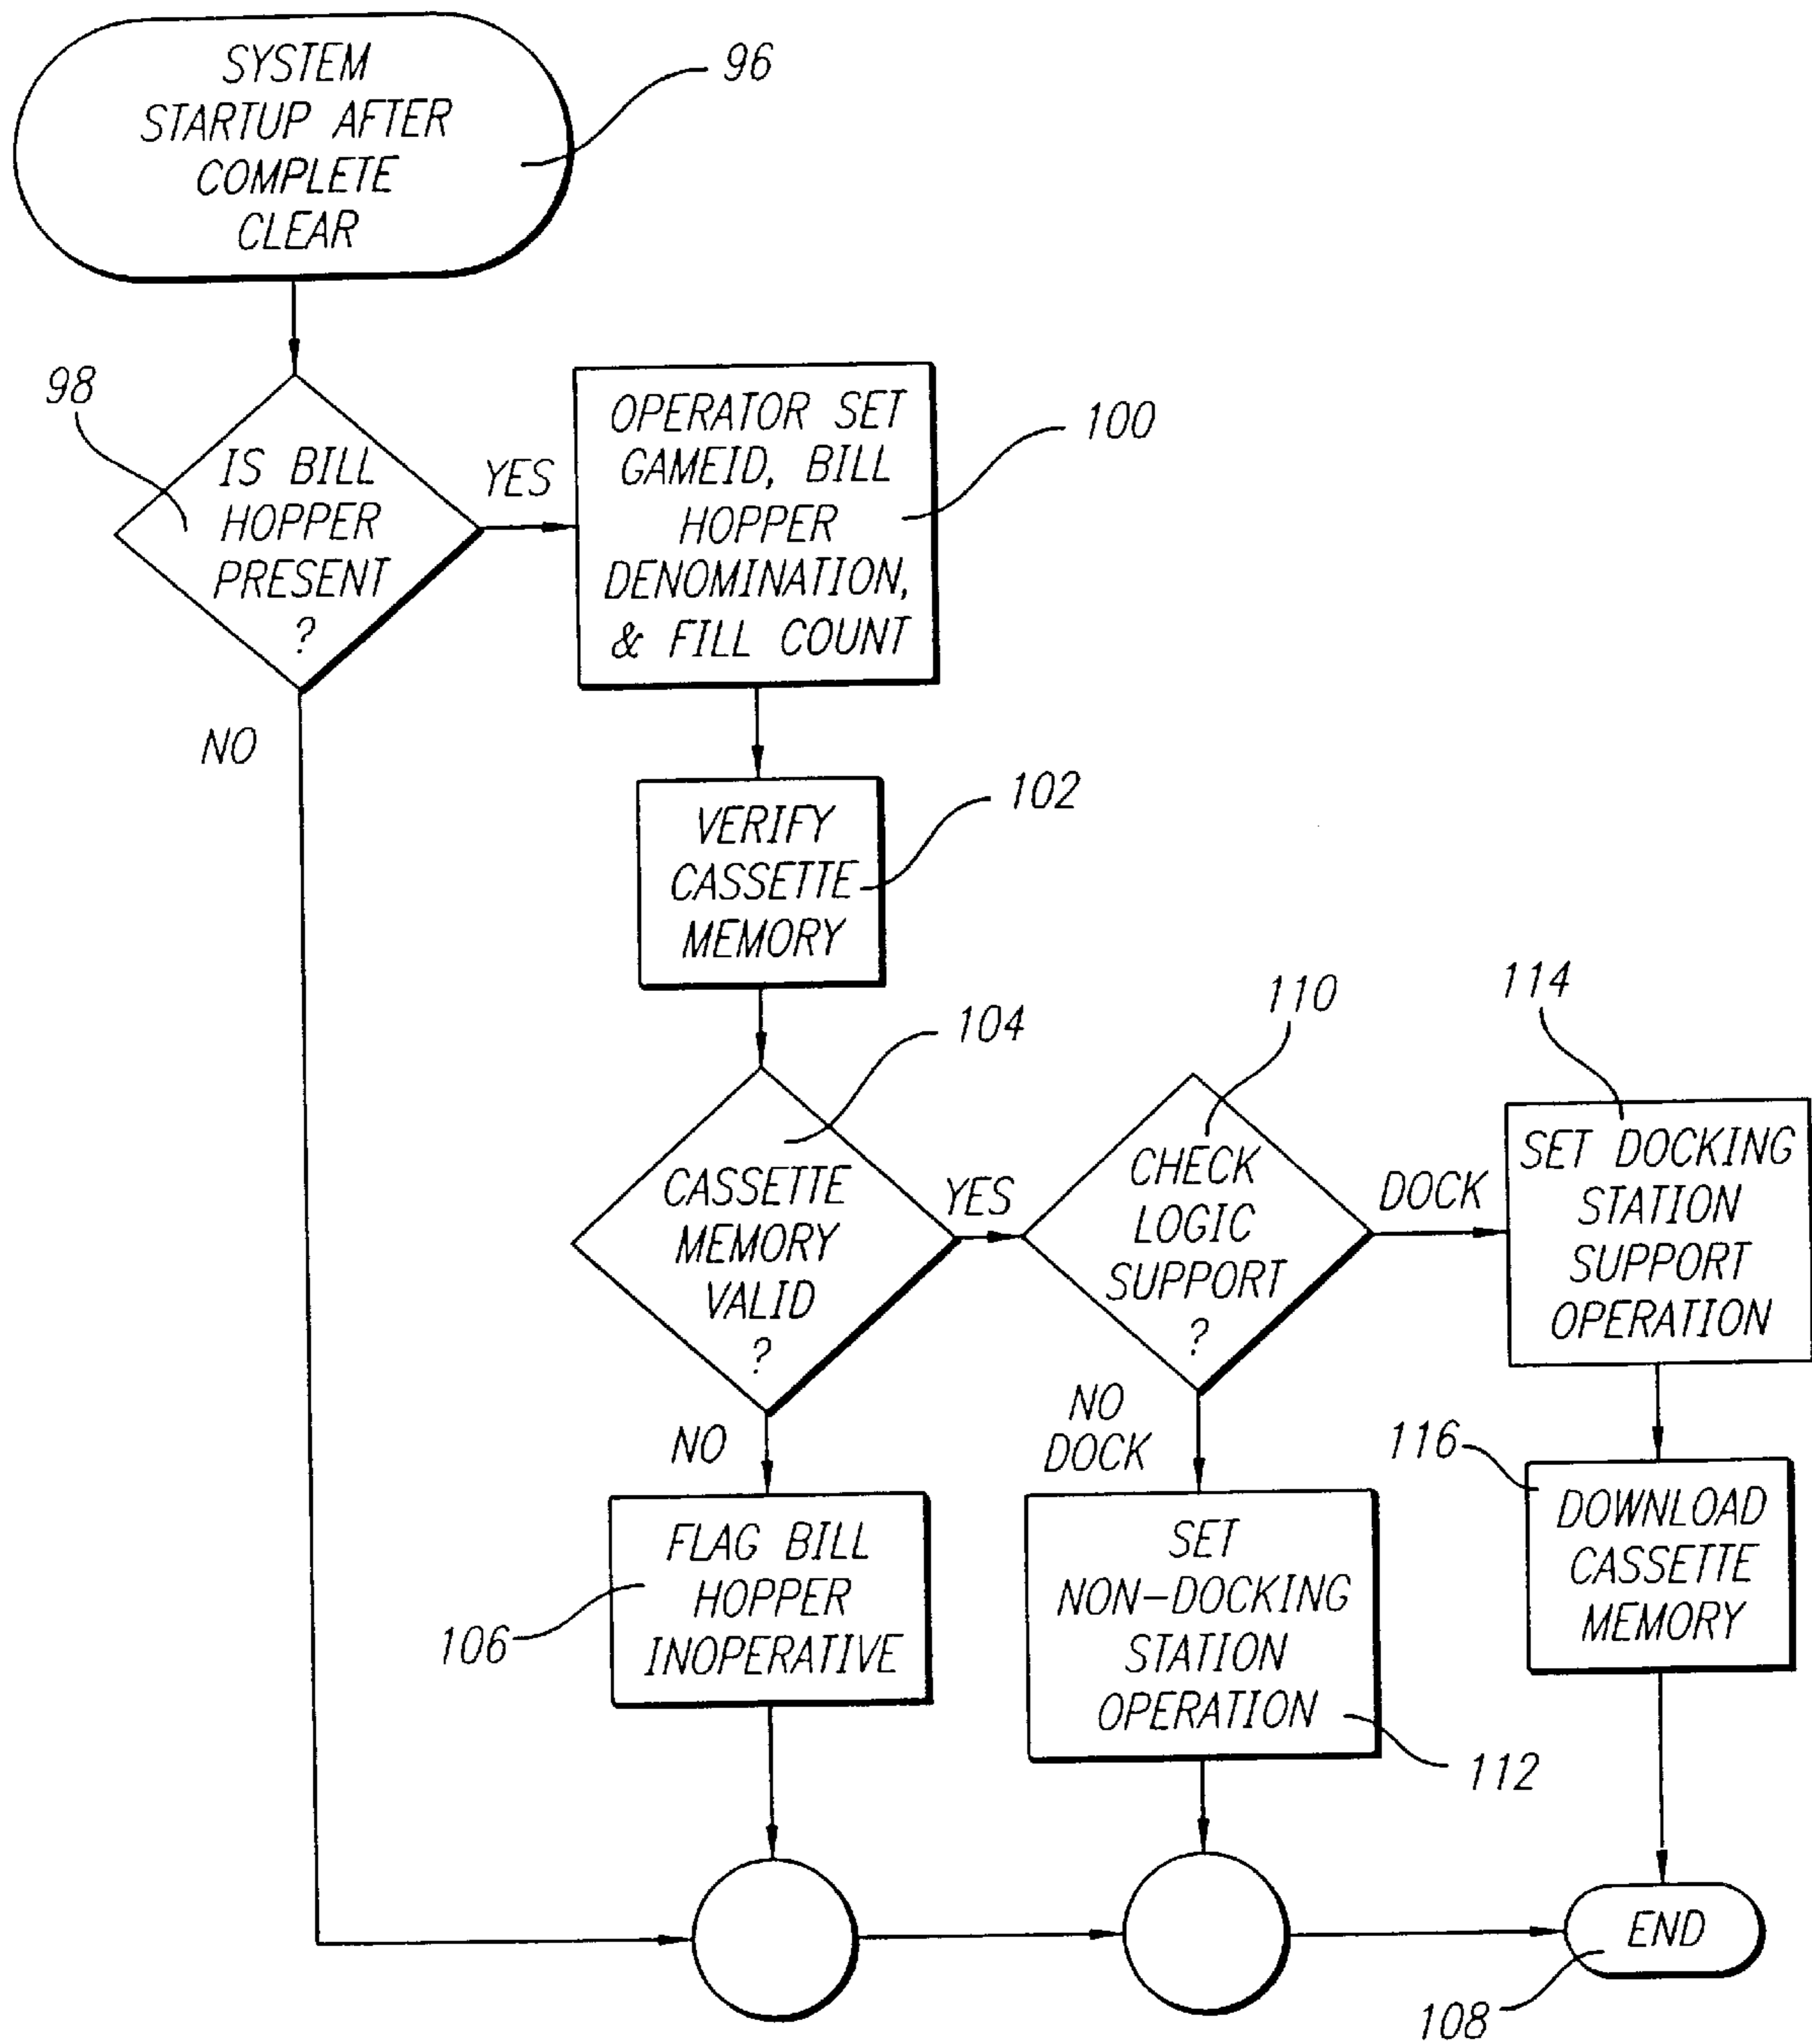 SYSTEM
STARTUP AFTER
COMPLETE
CLEAR
96
98
IS BILL
HOPPER
PRESENT
?
YES
NO
OPERATOR SET
GAMEID, BILL
HOPPER
DENOMINATION,
& FILL COUNT
100
VERIFY
CASSETTE
MEMORY
102
104
CASSETTE
MEMORY
VALID
?
YES
NO
110
CHECK
LOGIC
SUPPORT
?
DOCK
NO
DOCK
114
SET DOCKING
STATION
SUPPORT
OPERATION
116
DOWNLOAD
CASSETTE
MEMORY
FLAG BILL
HOPPER
INOPERATIVE
106
SET
NON-DOCKING
STATION
OPERATION
112
END
108